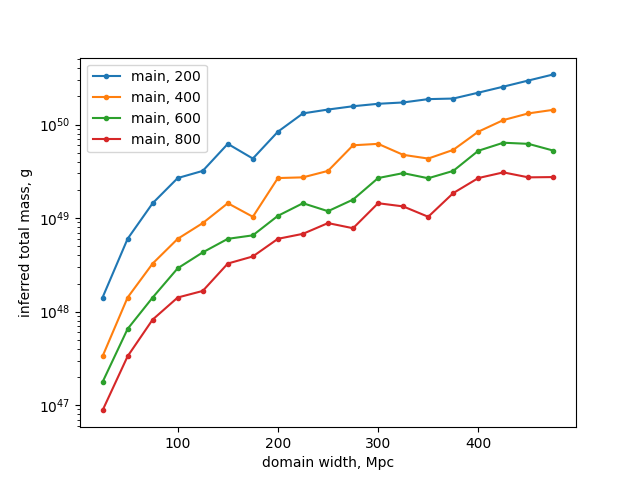 main, 200
main, 400
main, 600
main, 800
10^50
10^49
10^48
10^47
inferred total mass, g
100 200 300 400
domain width, Mpc